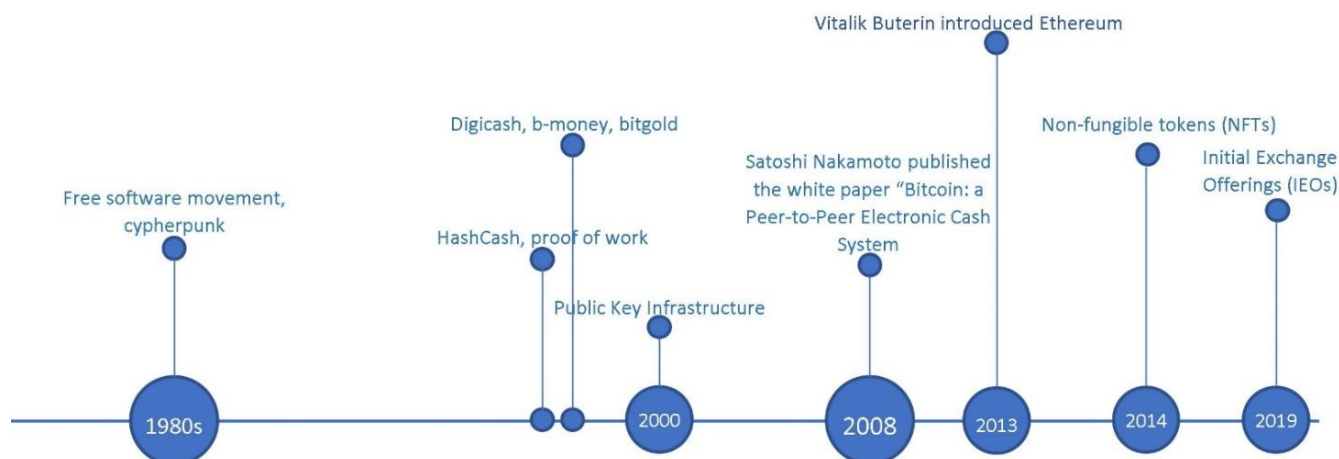 Vitalik Buterin introduced Ethereum
Digicash, b-money, bitgold
Non-fungible tokens (NFTs)
Satoshi Nakamoto published
the white paper “Bitcoin: a
Peer-to-Peer Electronic Cash
System
Initial Exchange
Offerings (IEOs)
Free software movement,
cypherpunk
HashCash, proof of work
Public Key Infrastructure
1980s
2000
2008
2013
2014
2019